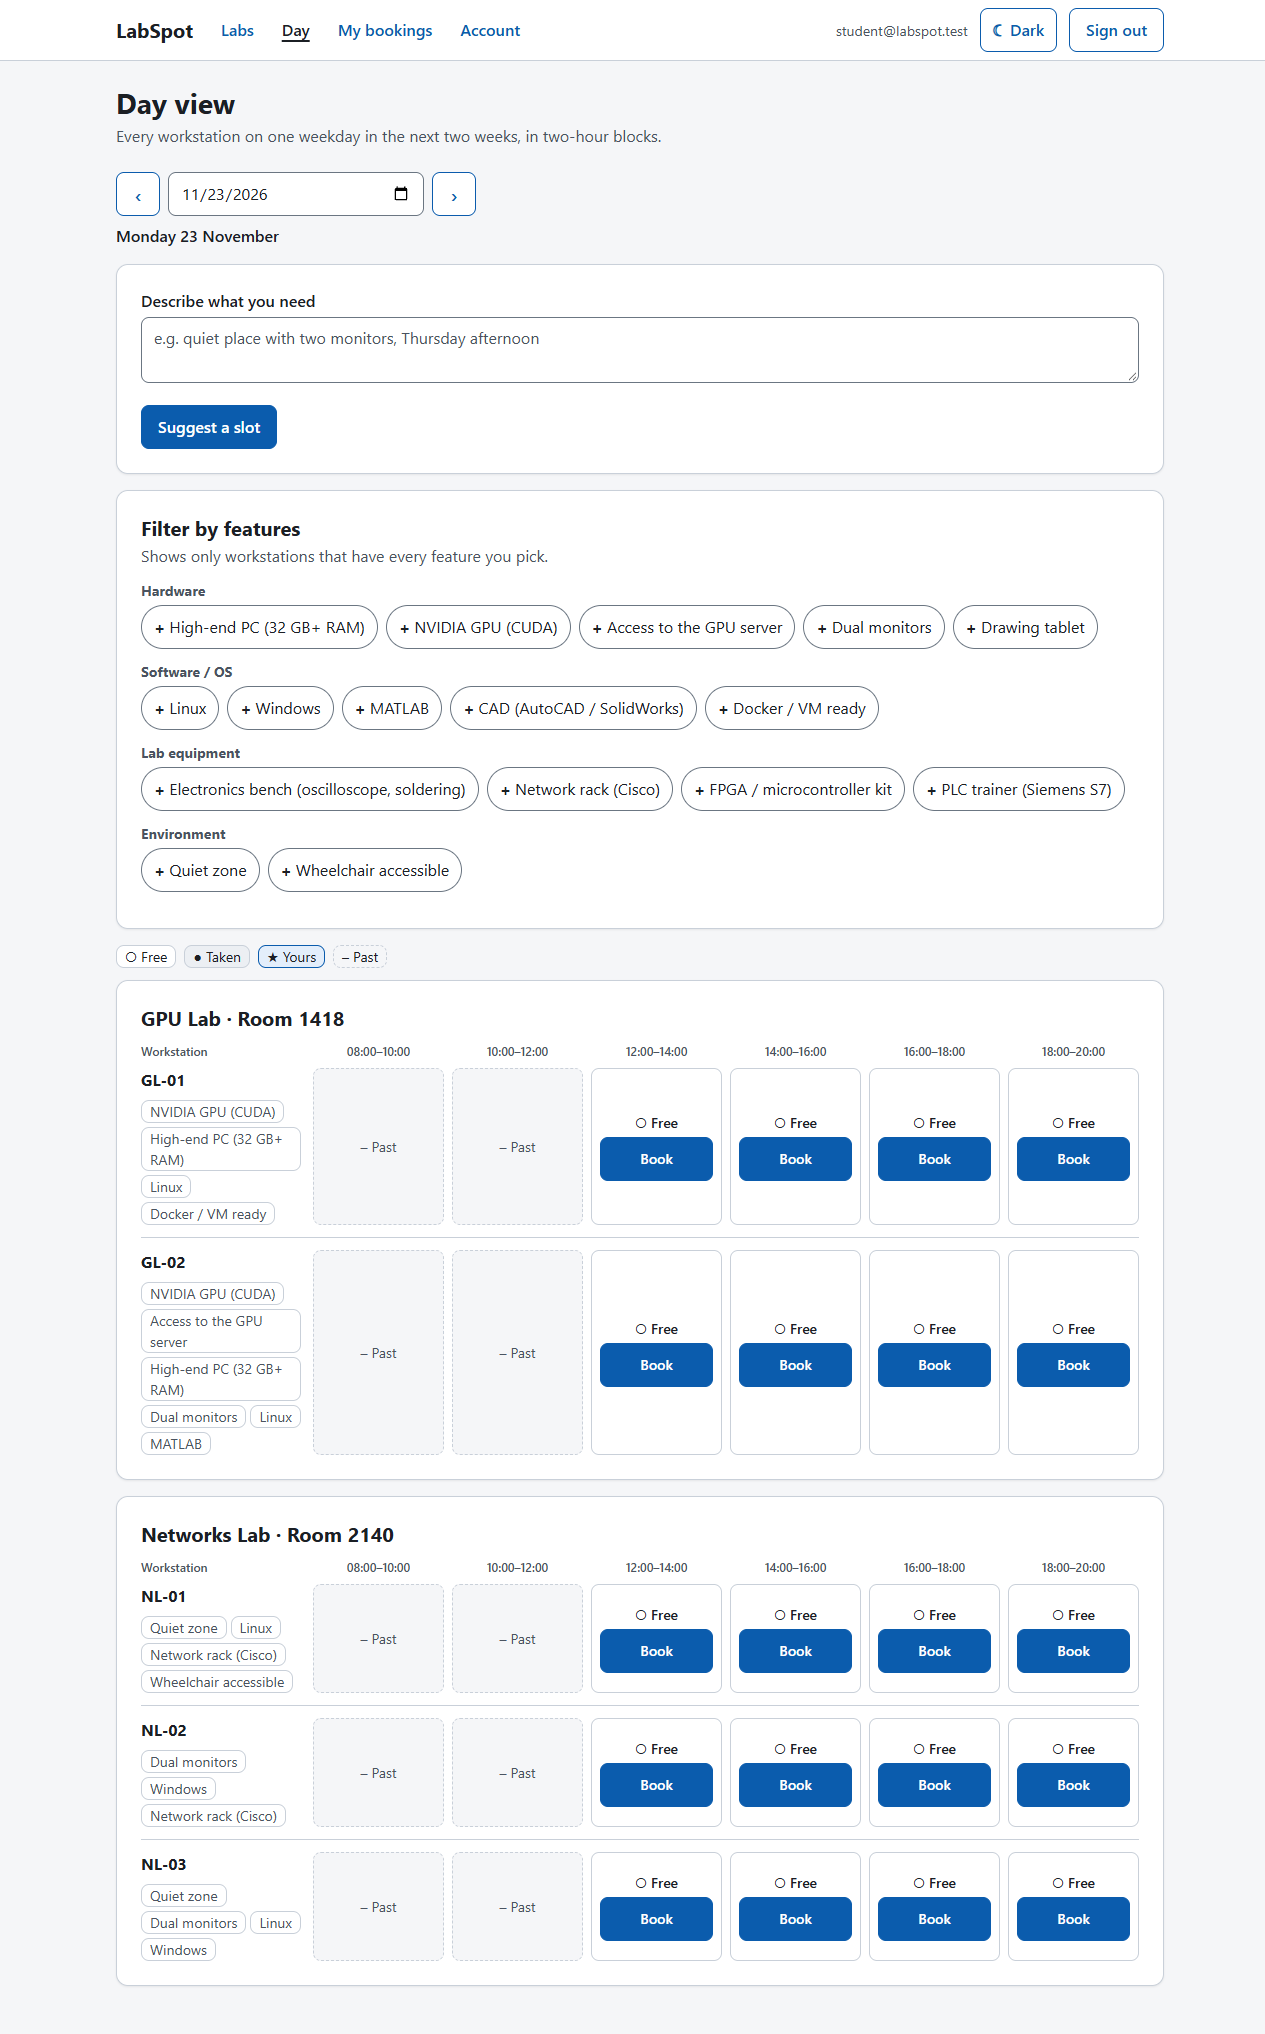 LabSpot Labs Day My bookings Account student@labspot.test ☾ Dark Sign out
Day view
Every workstation on one weekday in the next two weeks, in two-hour blocks.
‹ 11/23/2026 ›
Monday 23 November
Describe what you need
e.g. quiet place with two monitors, Thursday afternoon
Suggest a slot
Filter by features
Shows only workstations that have every feature you pick.
Hardware
+ High-end PC (32 GB+ RAM) + NVIDIA GPU (CUDA) + Access to the GPU server + Dual monitors + Drawing tablet
Software / OS
+ Linux + Windows + MATLAB + CAD (AutoCAD / SolidWorks) + Docker / VM ready
Lab equipment
+ Electronics bench (oscilloscope, soldering) + Network rack (Cisco) + FPGA / microcontroller kit + PLC trainer (Siemens S7)
Environment
+ Quiet zone + Wheelchair accessible
○ Free ● Taken ★ Yours – Past
GPU Lab · Room 1418
Workstation 08:00–10:00 10:00–12:00 12:00–14:00 14:00–16:00 16:00–18:00 18:00–20:00
GL-01
NVIDIA GPU (CUDA)
High-end PC (32 GB+
RAM)
Linux
Docker / VM ready
– Past – Past ○ Free ○ Free ○ Free ○ Free
Book Book Book Book
GL-02
NVIDIA GPU (CUDA)
Access to the GPU
server
High-end PC (32 GB+
RAM)
Dual monitors Linux
MATLAB
– Past – Past ○ Free ○ Free ○ Free ○ Free
Book Book Book Book
Networks Lab · Room 2140
Workstation 08:00–10:00 10:00–12:00 12:00–14:00 14:00–16:00 16:00–18:00 18:00–20:00
NL-01
Quiet zone Linux
Network rack (Cisco)
Wheelchair accessible
– Past – Past ○ Free ○ Free ○ Free ○ Free
Book Book Book Book
NL-02
Dual monitors
Windows
Network rack (Cisco)
– Past – Past ○ Free ○ Free ○ Free ○ Free
Book Book Book Book
NL-03
Quiet zone
Dual monitors Linux
Windows
– Past – Past ○ Free ○ Free ○ Free ○ Free
Book Book Book Book